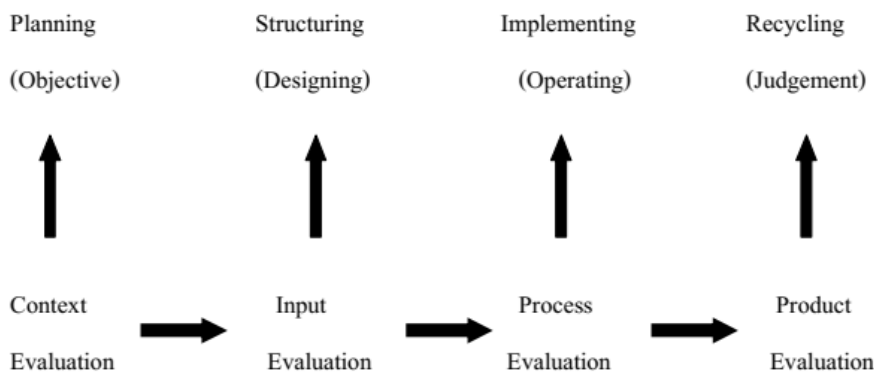 Planning Structuring Implementing Recycling
(Objective) (Designing) (Operating) (Judgement)
Context Input Process Product
Evaluation Evaluation Evaluation Evaluation